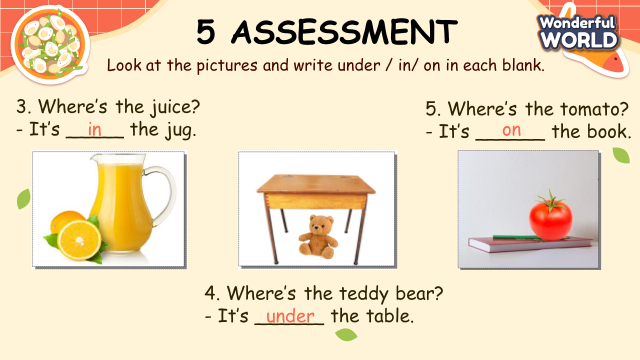 5 ASSESSMENT
Wonderful
WORLD
Look at the pictures and write under / in/ on in each blank.
3. Where's the juice?
- It's __in__ the jug.
5. Where's the tomato?
- It's __on__ the book.
4. Where's the teddy bear?
- It's _under_ the table.